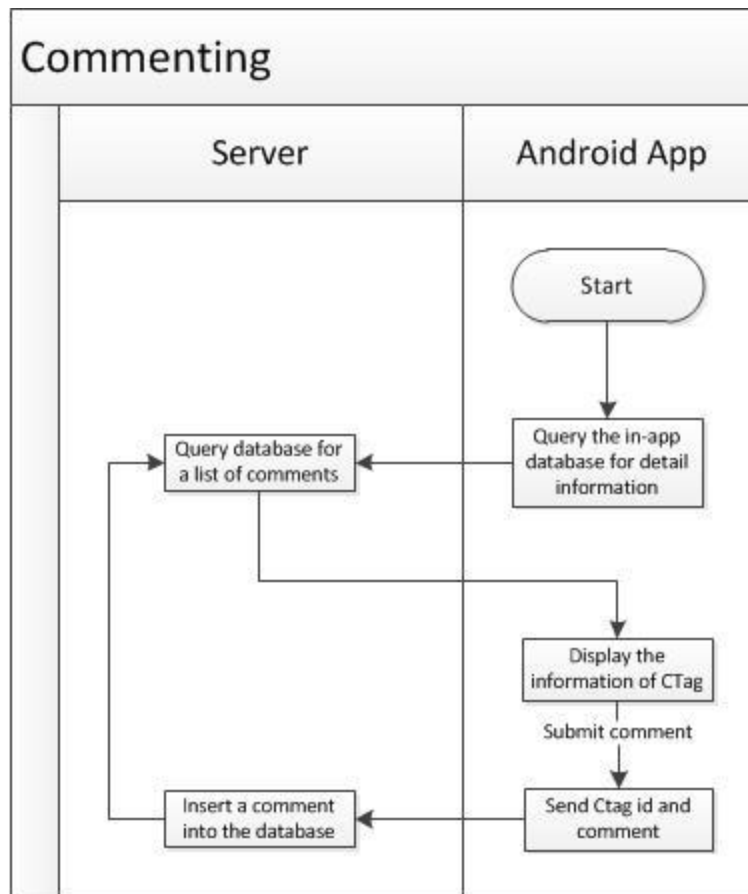 Commenting
Server
Android App
Start
Query database for
a list of comments
Query the in-app
database for detail
information
Display the
information of CTag
Submit comment
Insert a comment
into the database
Send Ctag id and
comment